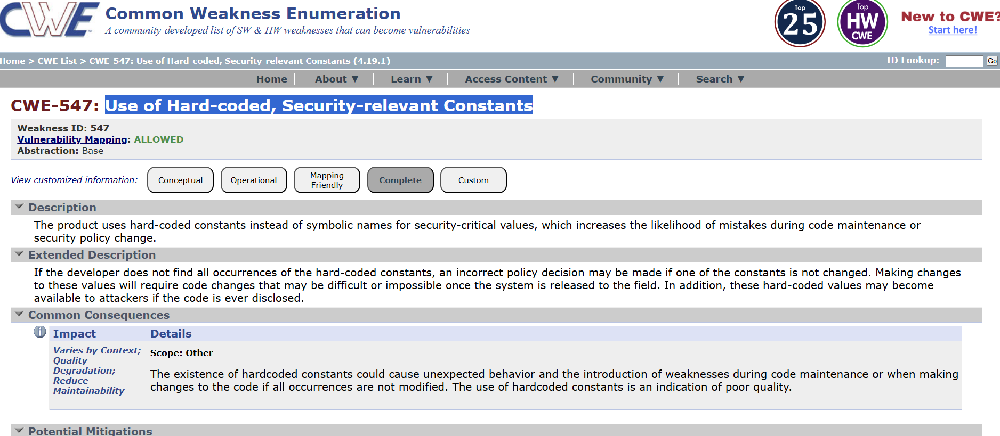 CWE™
Common Weakness Enumeration
A community-developed list of SW & HW weaknesses that can become vulnerabilities
Top
25
Top
HW
CWE
New to CWE?
Start here!
Home > CWE List > CWE-547: Use of Hard-coded, Security-relevant Constants (4.19.1)
ID Lookup:
Go
Home
About ▼
Learn ▼
Access Content ▼
Community ▼
Search ▼
CWE-547: Use of Hard-coded, Security-relevant Constants
Weakness ID: 547
Vulnerability Mapping: ALLOWED
Abstraction: Base
View customized information:
Conceptual
Operational
Mapping
Friendly
Complete
Custom
Description
The product uses hard-coded constants instead of symbolic names for security-critical values, which increases the likelihood of mistakes during code maintenance or
security policy change.
Extended Description
If the developer does not find all occurrences of the hard-coded constants, an incorrect policy decision may be made if one of the constants is not changed. Making changes
to these values will require code changes that may be difficult or impossible once the system is released to the field. In addition, these hard-coded values may become
available to attackers if the code is ever disclosed.
Common Consequences
Impact
Details
Varies by Context;
Quality
Degradation;
Reduce
Maintainability
Scope: Other
The existence of hardcoded constants could cause unexpected behavior and the introduction of weaknesses during code maintenance or when making
changes to the code if all occurrences are not modified. The use of hardcoded constants is an indication of poor quality.
Potential Mitigations